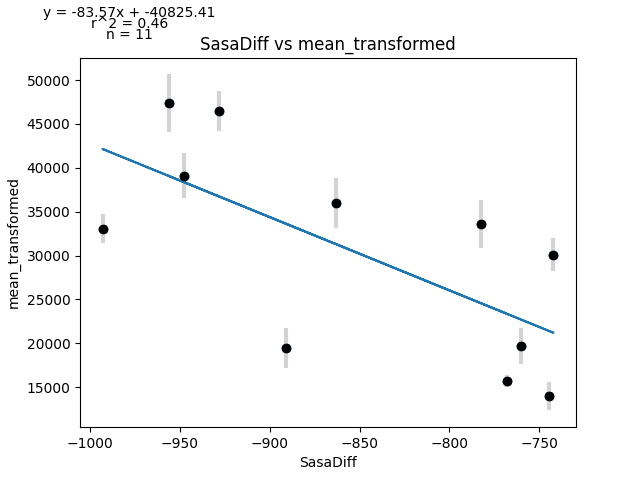 y = -83.57x + -40825.41
r^2 = 0.46
n = 11
SasaDiff vs mean_transformed
50000
45000
40000
35000
30000
25000
20000
15000
mean_transformed
−1000
−950
−900
−850
−800
−750
SasaDiff